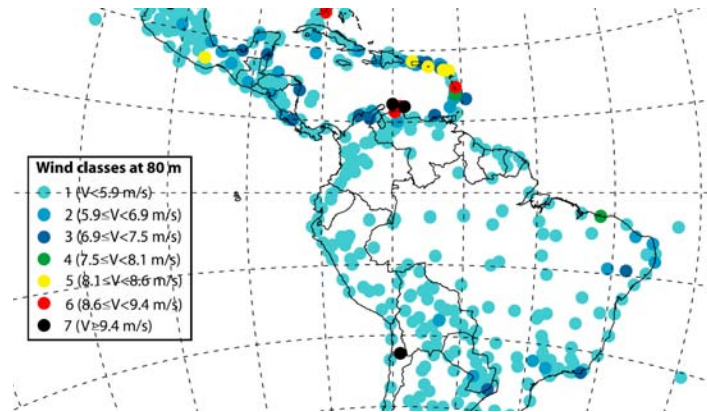 Wind classes at 80 m
1 (V<5.9 m/s)
2 (5.9≤V<6.9 m/s)
3 (6.9≤V<7.5 m/s)
4 (7.5≤V<8.1 m/s)
5 (8.1≤V<8.6 m/s)
6 (8.6≤V<9.4 m/s)
7 (V≥9.4 m/s)